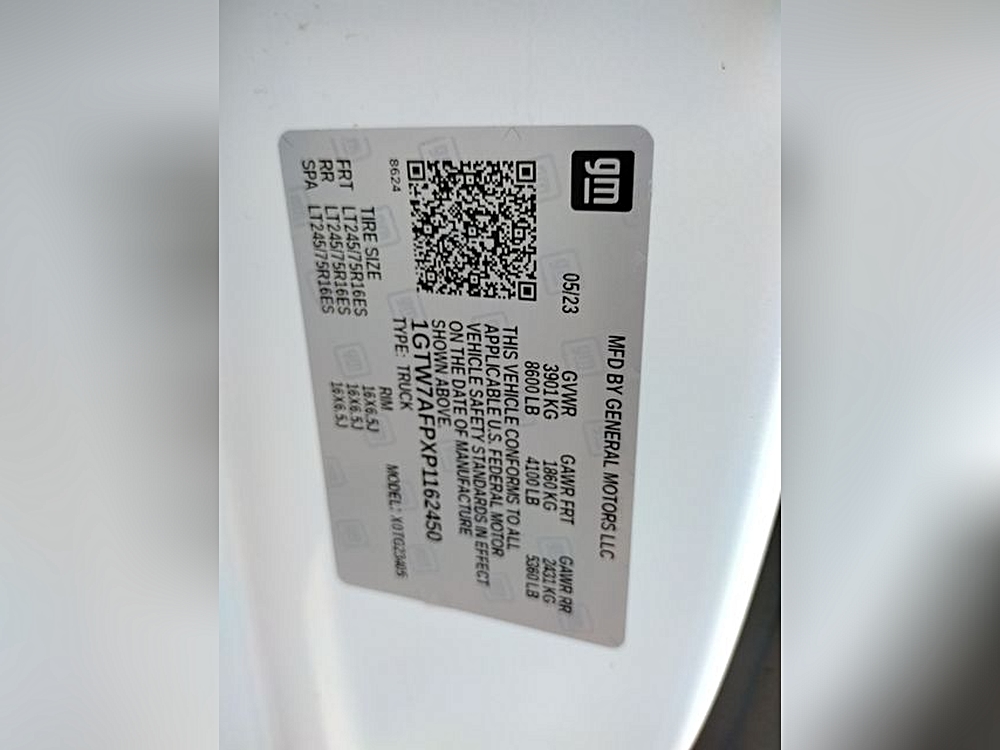 gm
MFD BY GENERAL MOTORS LLC
05/23 GVWR GAWR FRT GAWR RR
3901 KG 1860 KG 2431 KG
8600 LB 4100 LB 5360 LB
THIS VEHICLE CONFORMS TO ALL
APPLICABLE U.S. FEDERAL MOTOR
VEHICLE SAFETY STANDARDS IN EFFECT
ON THE DATE OF MANUFACTURE
SHOWN ABOVE.
1GTW7AFPXP1162450
8624 TYPE: TRUCK MODEL:
TIRE SIZE RIM
FRT LT245/75R16ES 16X6.5J
RR LT245/75R16ES 16X6.5J
SPA LT245/75R16ES 16X6.5J